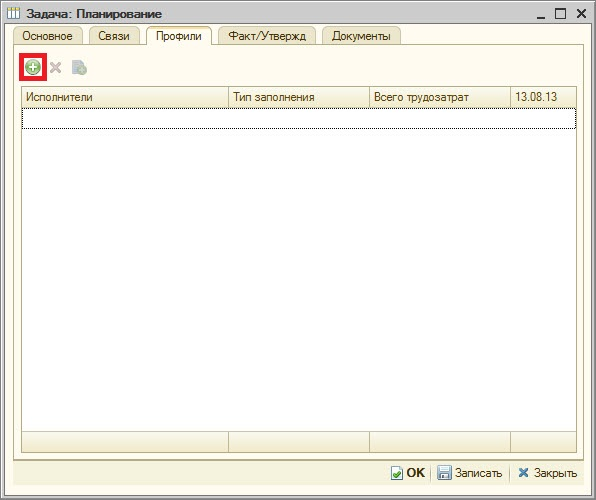 Задача: Планирование
Основное Связи Профили Факт/Утвержд Документы
Исполнители Тип заполнения Всего трудозатрат 13.08.13
OK Записать Закрыть